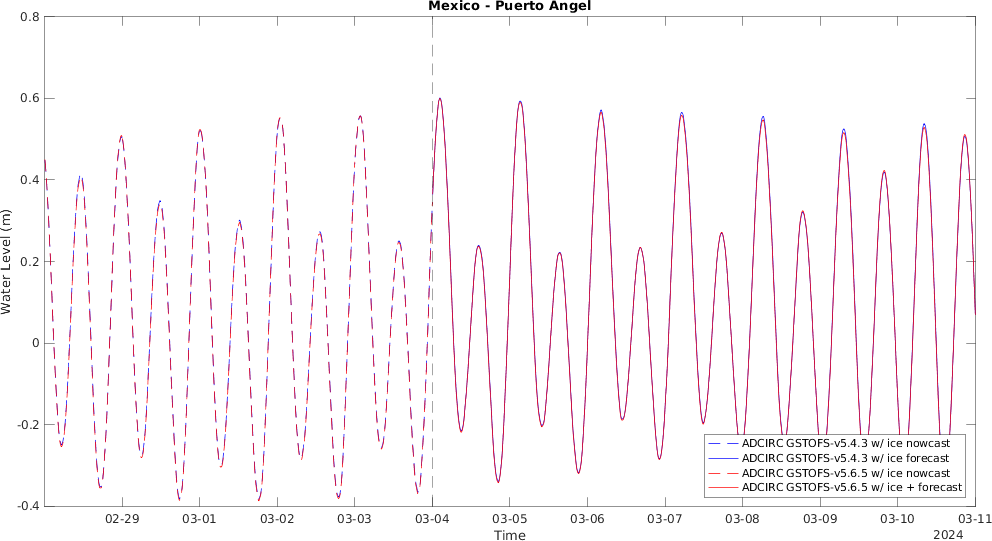 Mexico - Puerto Angel
0.8
0.6
0.4
0.2
0
-0.2
-0.4
Water Level (m)
ADCIRC GSTOFS-v5.4.3 w/ ice nowcast
ADCIRC GSTOFS-v5.4.3 w/ ice forecast
ADCIRC GSTOFS-v5.6.5 w/ ice nowcast
ADCIRC GSTOFS-v5.6.5 w/ ice + forecast
02-29 03-01 03-02 03-03 03-04 03-05 03-06 03-07 03-08 03-09 03-10 03-11
Time
2024